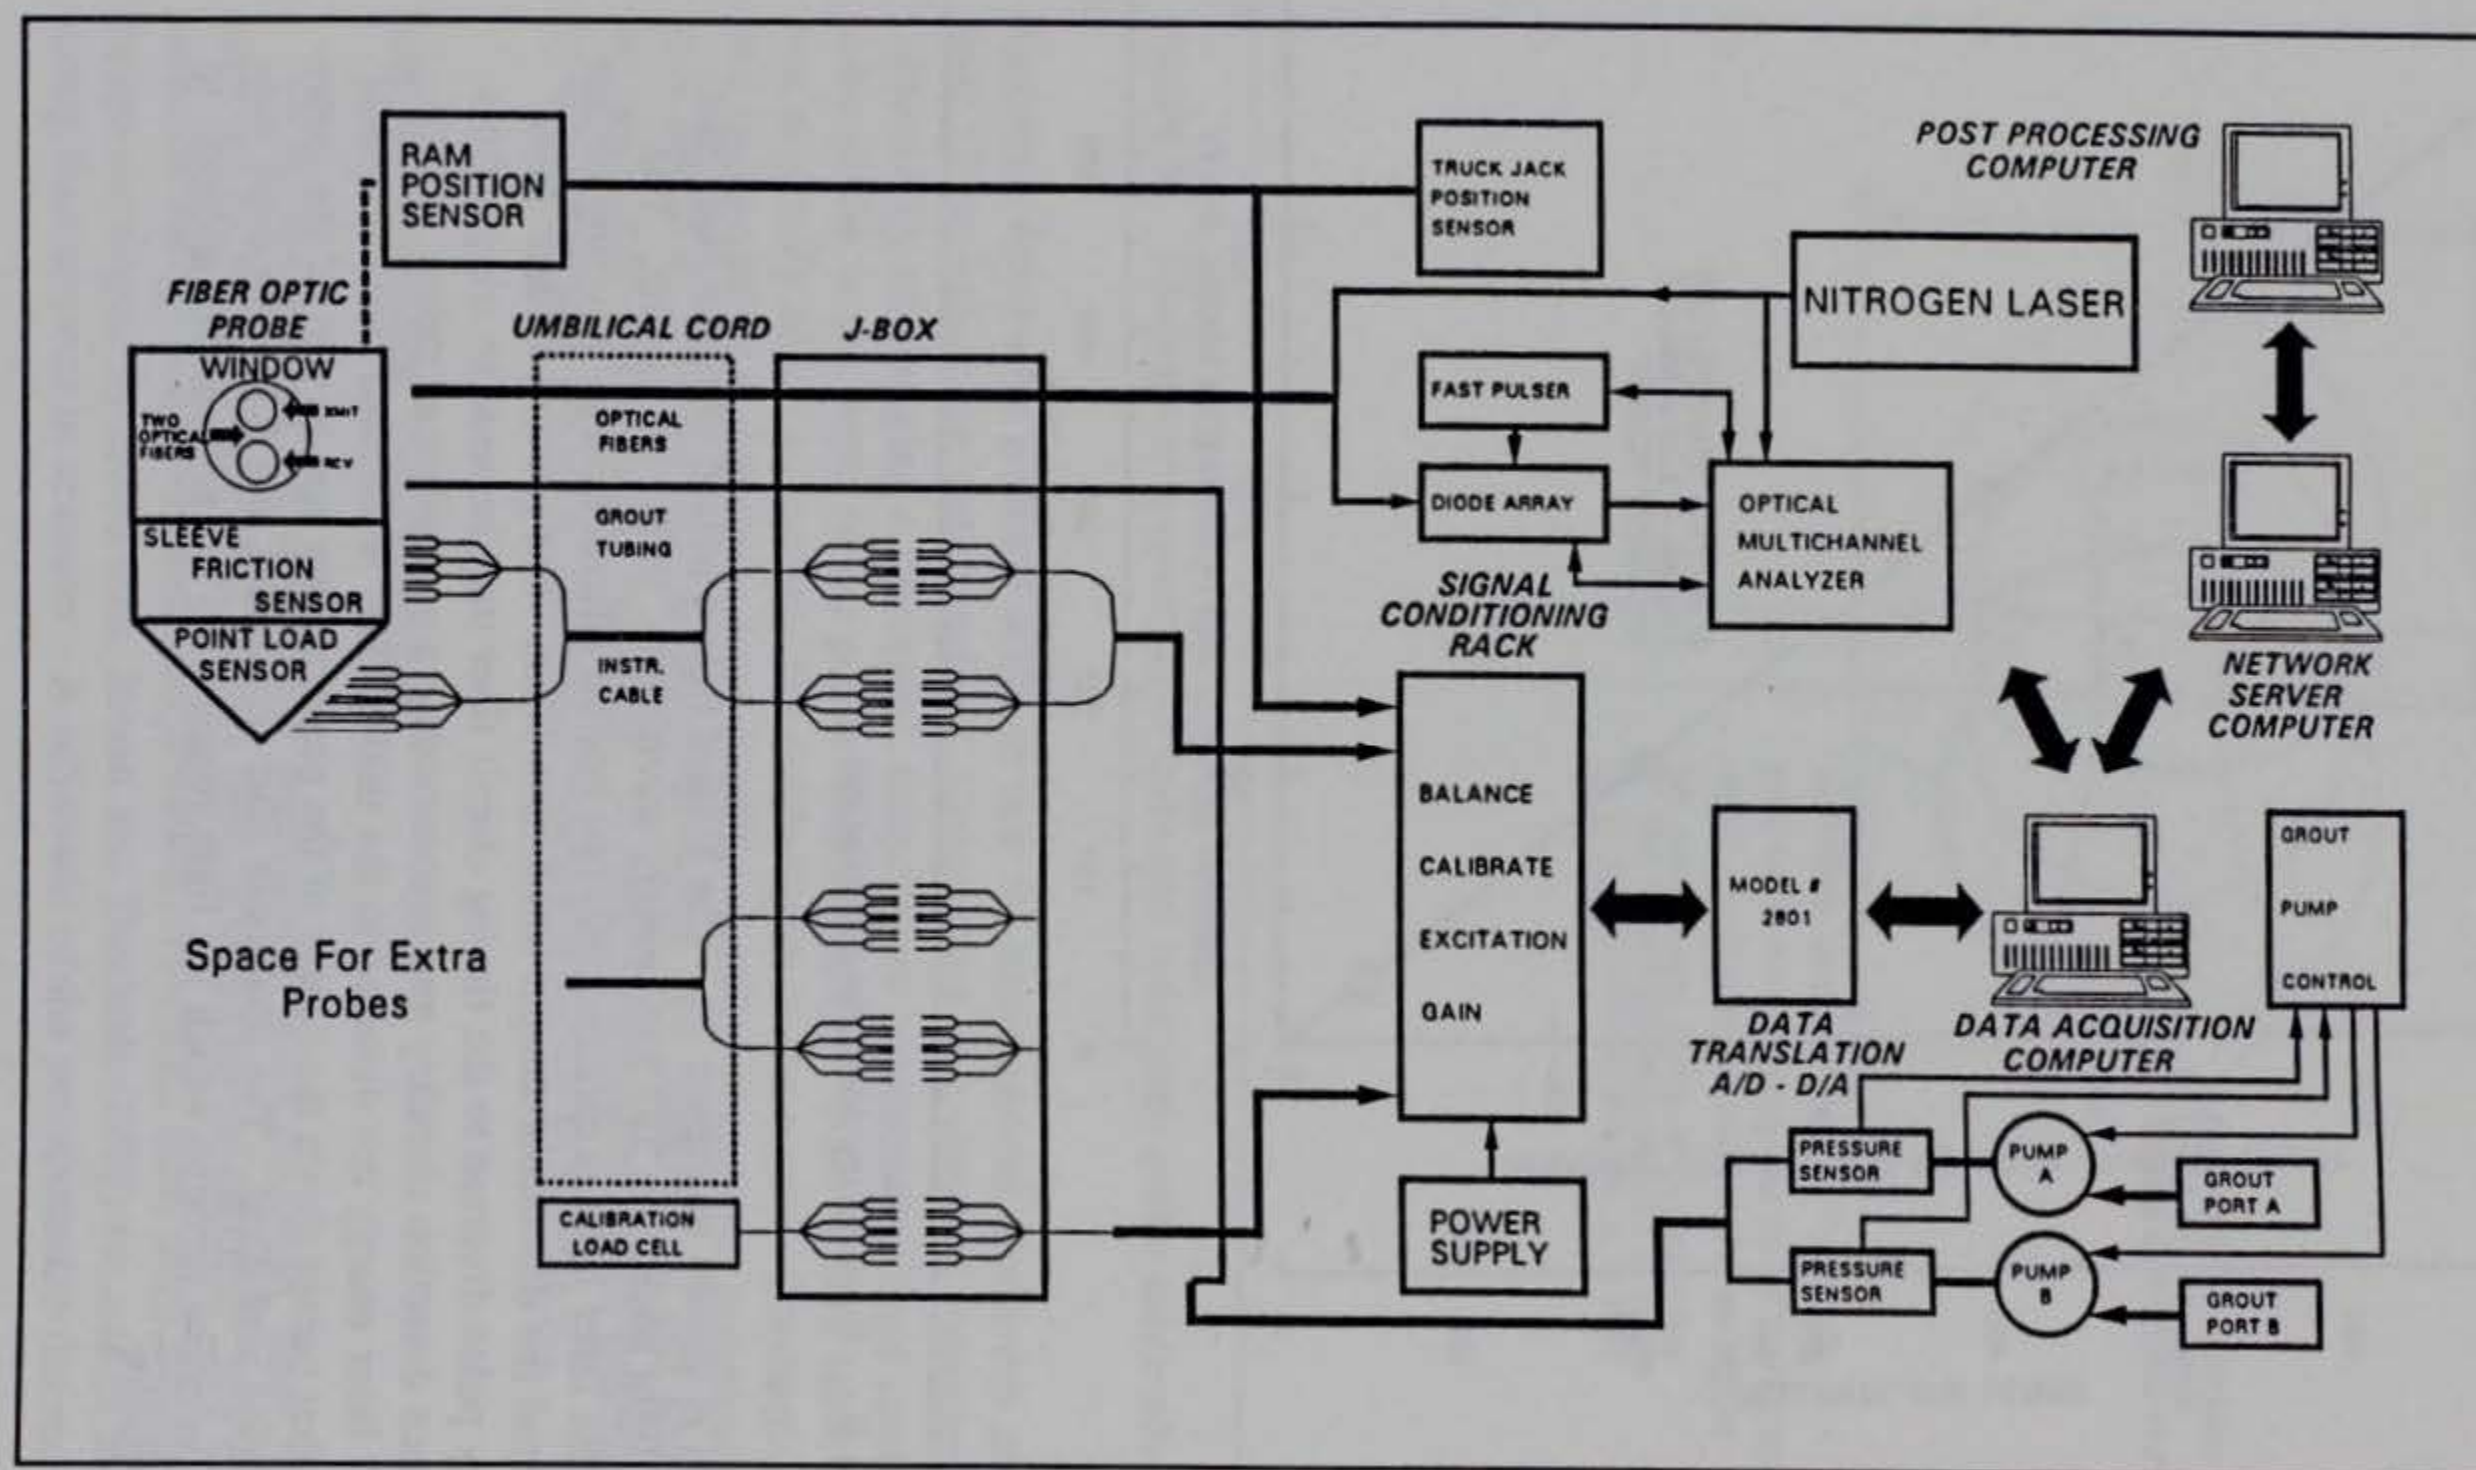 RAM
POSITION
SENSOR
TRUCK JACK
POSITION
SENSOR
POST PROCESSING
COMPUTER
NITROGEN LASER
FIBER OPTIC
PROBE
WINDOW
XMIT
TWO
OPTICAL
FIBERS
RCV
SLEEVE
FRICTION
SENSOR
POINT LOAD
SENSOR
UMBILICAL CORD
J-BOX
OPTICAL
FIBERS
GROUT
TUBING
INSTR.
CABLE
FAST PULSER
DIODE ARRAY
OPTICAL
MULTICHANNEL
ANALYZER
SIGNAL
CONDITIONING
RACK
NETWORK
SERVER
COMPUTER
BALANCE
CALIBRATE
EXCITATION
GAIN
MODEL #
2801
DATA
TRANSLATION
A/D - D/A
DATA ACQUISITION
COMPUTER
GROUT
PUMP
CONTROL
Space For Extra
Probes
CALIBRATION
LOAD CELL
POWER
SUPPLY
PRESSURE
SENSOR
PUMP
A
GROUT
PORT A
PRESSURE
SENSOR
PUMP
B
GROUT
PORT B